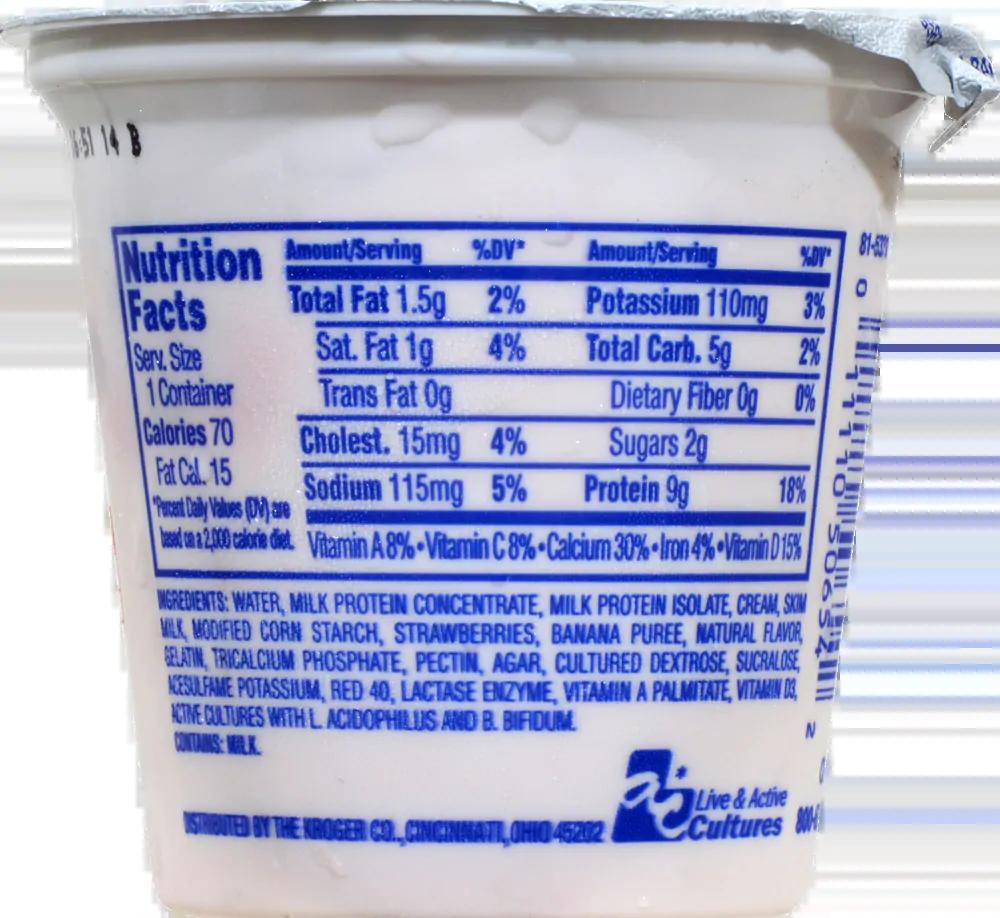 51 14 B
Nutrition
Facts
Serv. Size
1 Container
Calories 70
Fat Cal. 15
*Percent Daily Values (DV) are
based on a 2,000 calorie diet.
Amount/Serving %DV* Amount/Serving %DV*
Total Fat 1.5g 2% Potassium 110mg 3%
Sat. Fat 1g 4% Total Carb. 5g 2%
Trans Fat 0g Dietary Fiber 0g 0%
Cholest. 15mg 4% Sugars 2g
Sodium 115mg 5% Protein 9g 18%
Vitamin A 8% • Vitamin C 8% • Calcium 30% • Iron 4% • Vitamin D 15%
INGREDIENTS: WATER, MILK PROTEIN CONCENTRATE, MILK PROTEIN ISOLATE, CREAM, SKIM
MILK, MODIFIED CORN STARCH, STRAWBERRIES, BANANA PUREE, NATURAL FLAVOR,
GELATIN, TRICALCIUM PHOSPHATE, PECTIN, AGAR, CULTURED DEXTROSE, SUCRALOSE,
ACESULFAME POTASSIUM, RED 40, LACTASE ENZYME, VITAMIN A PALMITATE, VITAMIN D3,
ACTIVE CULTURES WITH L. ACIDOPHILUS AND B. BIFIDUM.
CONTAINS: MILK.
DISTRIBUTED BY THE KROGER CO., CINCINNATI, OHIO 45202
Live & Active
Cultures
0 11110 50654 2